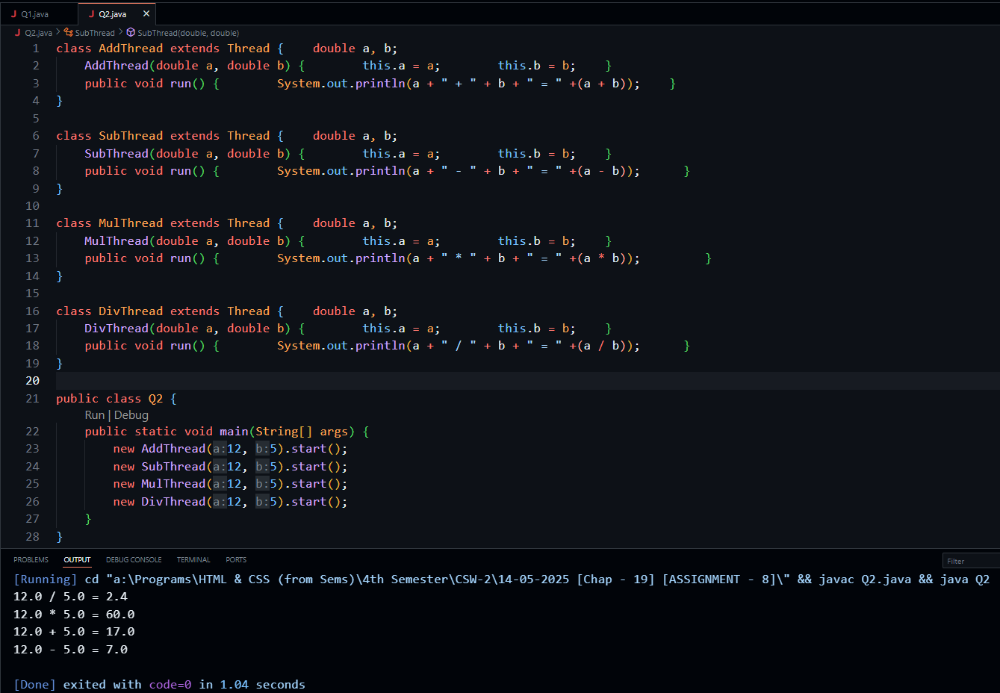 Q1.java Q2.java ×
Q2.java > SubThread > SubThread(double, double)
1 class AddThread extends Thread {    double a, b;
2     AddThread(double a, double b) {        this.a = a;        this.b = b;    }
3     public void run() {        System.out.println(a + " + " + b + " = " +(a + b));    }
4 }
5
6 class SubThread extends Thread {    double a, b;
7     SubThread(double a, double b) {        this.a = a;        this.b = b;    }
8     public void run() {        System.out.println(a + " - " + b + " = " +(a - b));      }
9 }
10
11 class MulThread extends Thread {    double a, b;
12     MulThread(double a, double b) {        this.a = a;        this.b = b;    }
13     public void run() {        System.out.println(a + " * " + b + " = " +(a * b));         }
14 }
15
16 class DivThread extends Thread {    double a, b;
17     DivThread(double a, double b) {        this.a = a;        this.b = b;    }
18     public void run() {        System.out.println(a + " / " + b + " = " +(a / b));      }
19 }
20
21 public class Q2 {
Run | Debug
22     public static void main(String[] args) {
23         new AddThread(a:12, b:5).start();
24         new SubThread(a:12, b:5).start();
25         new MulThread(a:12, b:5).start();
26         new DivThread(a:12, b:5).start();
27     }
28 }
PROBLEMS OUTPUT DEBUG CONSOLE TERMINAL PORTS Filter
[Running] cd "a:\Programs\HTML & CSS (from Sems)\4th Semester\CSW-2\14-05-2025 [Chap - 19] [ASSIGNMENT - 8]\" && javac Q2.java && java Q2
12.0 / 5.0 = 2.4
12.0 * 5.0 = 60.0
12.0 + 5.0 = 17.0
12.0 - 5.0 = 7.0
[Done] exited with code=0 in 1.04 seconds